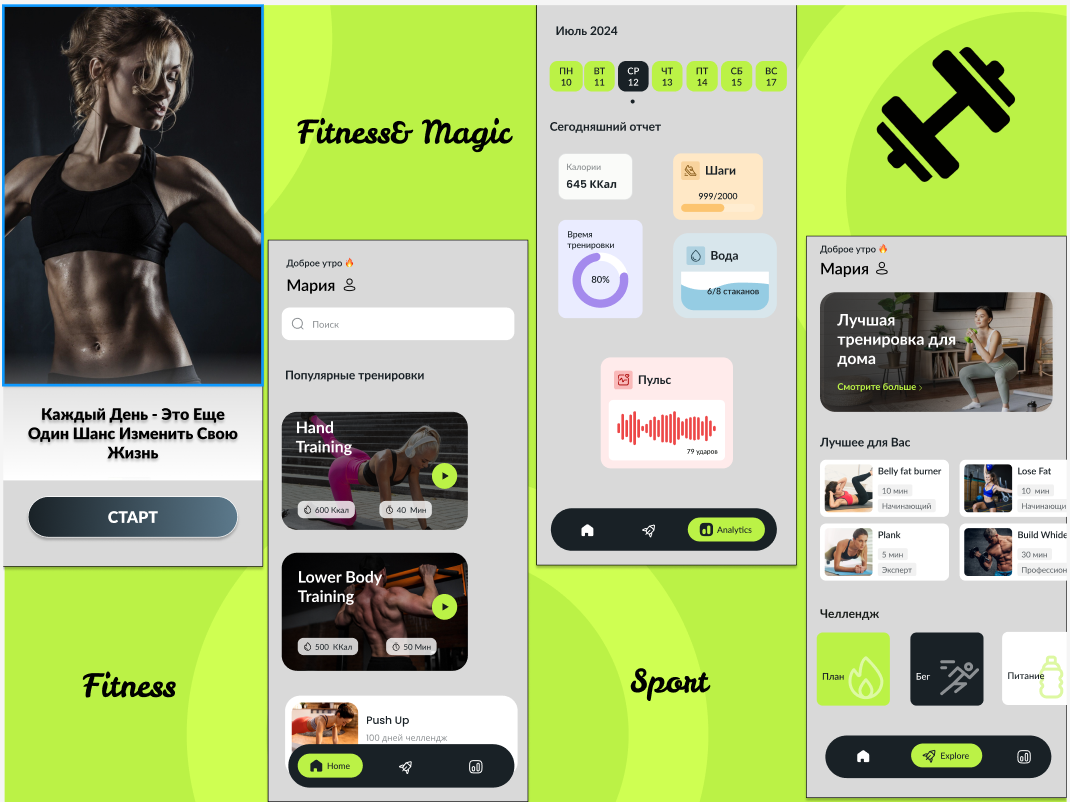 Каждый День - Это Еще
Один Шанс Изменить Свою
Жизнь
СТАРТ
Fitness
Fitness& Magic
Доброе утро
Мария
Поиск
Популярные тренировки
Hand
Training
600 Ккал
40 Мин
Lower Body
Training
500 ККал
50 Мин
Push Up
100 дней челлендж
Home
Июль 2024
ПН ВТ СР ЧТ ПТ СБ ВС
10 11 12 13 14 15 17
Сегодняшний отчет
Калории
645 ККал
Шаги
999/2000
Время
тренировки
80%
Вода
6/8 стаканов
Пульс
79 ударов
Analytics
Sport
Доброе утро
Мария
Лучшая
тренировка для
дома
Смотрите больше
Лучшее для Вас
Belly fat burner
10 мин
Начинающий
Lose Fat
10 мин
Начинающи
Plank
5 мин
Эксперт
Build Whide
30 мин
Профессион
Челлендж
План
Бег
Питание
Explore